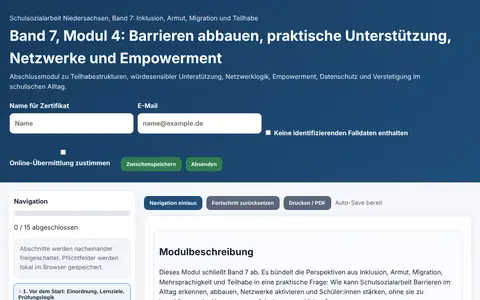 Schulsozialarbeit Niedersachsen, Band 7: Inklusion, Armut, Migration und Teilhabe
Band 7, Modul 4: Barrieren abbauen, praktische Unterstützung,
Netzwerke und Empowerment
Abschlussmodul zu Teilhabestrukturen, würdesensibler Unterstützung, Netzwerklogik, Empowerment, Datenschutz und Verstetigung im
schulischen Alltag.
Name für Zertifikat
E-Mail
Name
name@example.de
Keine identifizierenden Falldaten enthalten
Online-Übermittlung zustimmen
Zwischenspeichern
Absenden
Navigation
0 / 15 abgeschlossen
Abschnitte werden nacheinander
freigeschaltet. Pflichtfelder werden
lokal im Browser gespeichert.
1. Vor dem Start: Einordnung, Lernziele,
Prüfungslogik
Navigation ein/aus
Fortschritt zurücksetzen
Drucken / PDF
Auto-Save bereit
Modulbeschreibung
Dieses Modul schließt Band 7 ab. Es bündelt die Perspektiven aus Inklusion, Armut, Migration,
Mehrsprachigkeit und Teilhabe in eine praktische Frage: Wie kann Schulsozialarbeit Barrieren im
Alltag erkennen, abbauen, Netzwerke aktivieren und Schüler:innen stärken, ohne sie zu